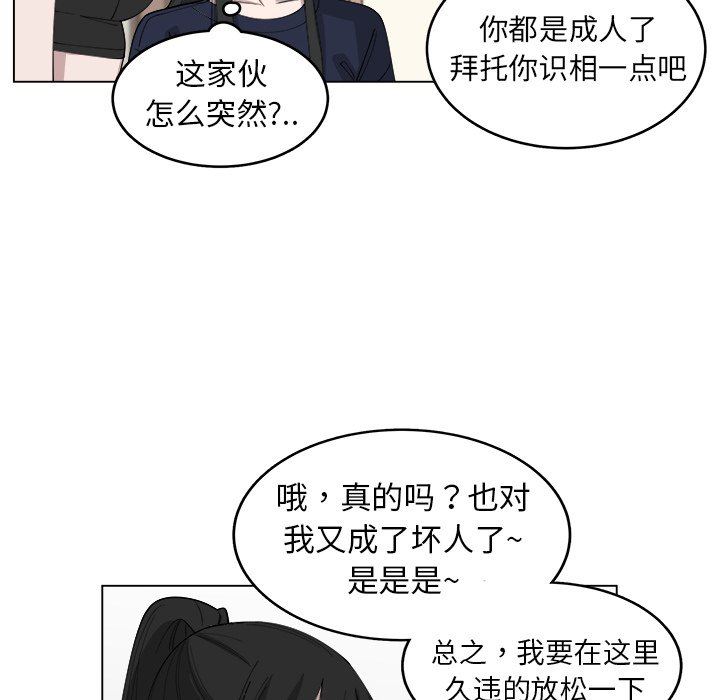 你都是成人了
拜托你识相一点吧
这家伙
怎么突然?..
哦，真的吗？也对
我又成了坏人了~
是是是~
总之，我要在这里
久违的放松一下